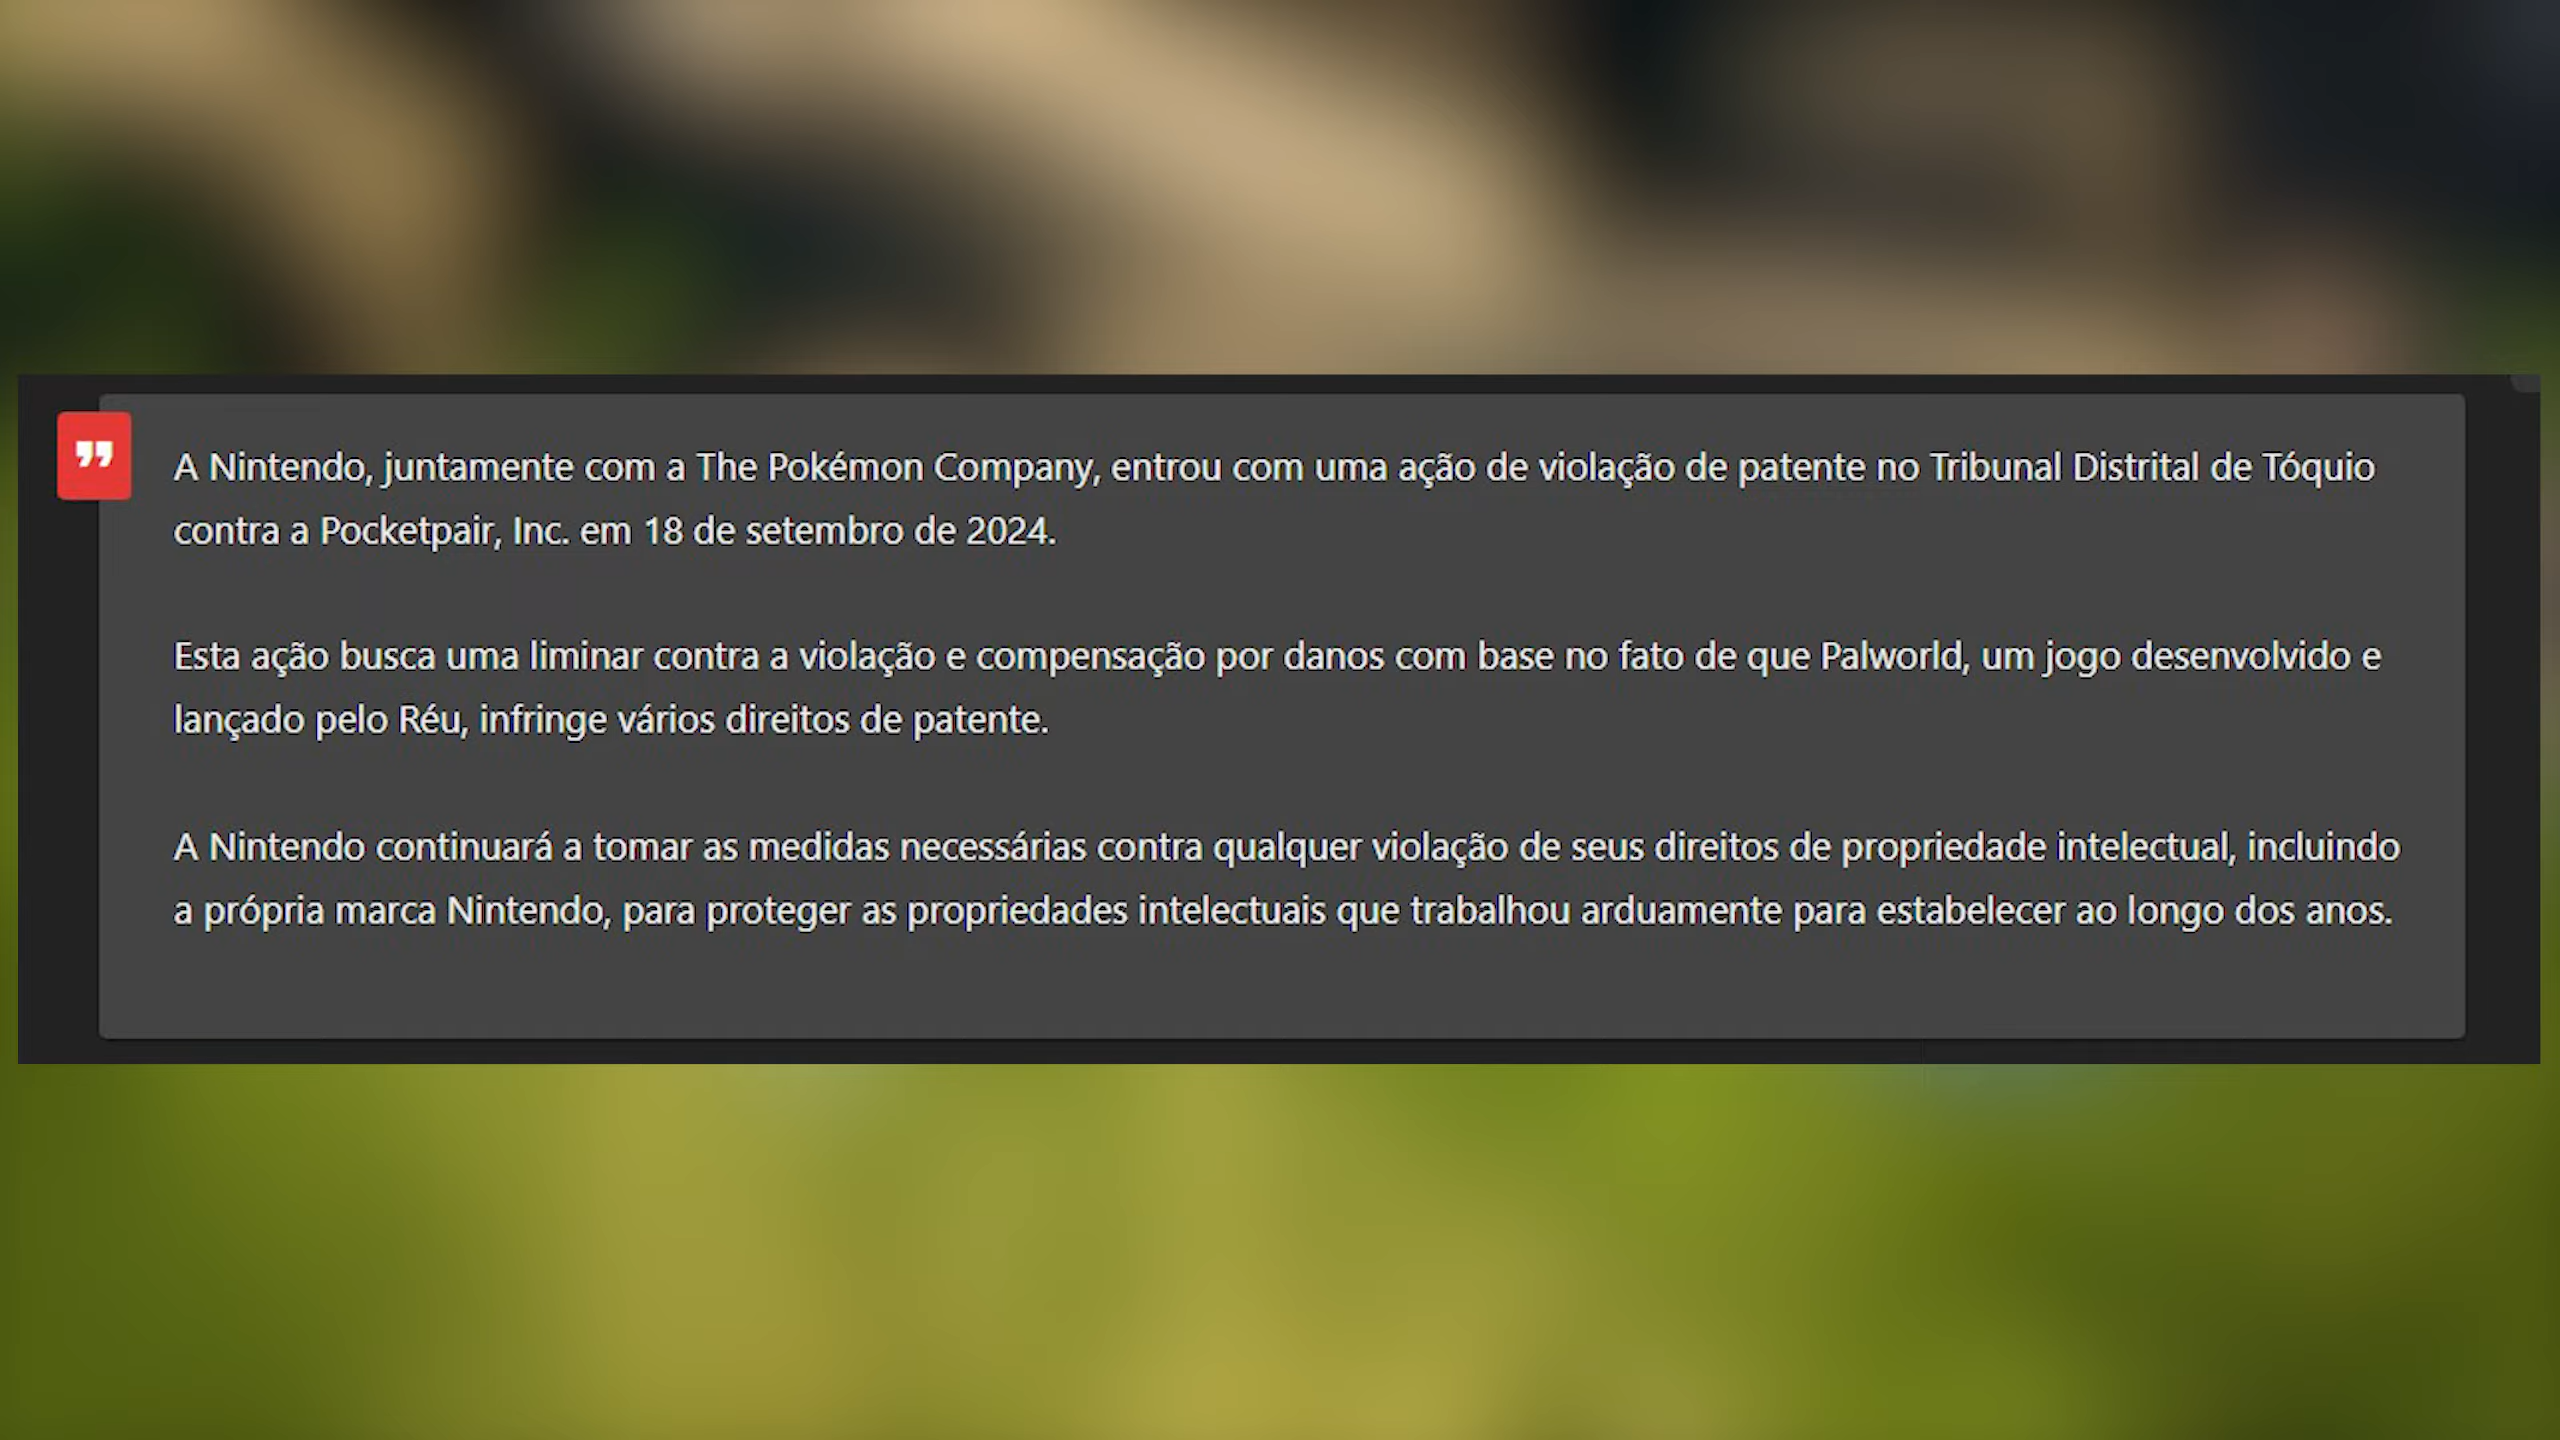 A Nintendo, juntamente com a The Pokémon Company, entrou com uma ação de violação de patente no Tribunal Distrital de Tóquio
contra a Pocketpair, Inc. em 18 de setembro de 2024.
Esta ação busca uma liminar contra a violação e compensação por danos com base no fato de que Palworld, um jogo desenvolvido e
lançado pelo Réu, infringe vários direitos de patente.
A Nintendo continuará a tomar as medidas necessárias contra qualquer violação de seus direitos de propriedade intelectual, incluindo
a própria marca Nintendo, para proteger as propriedades intelectuais que trabalhou arduamente para estabelecer ao longo dos anos.